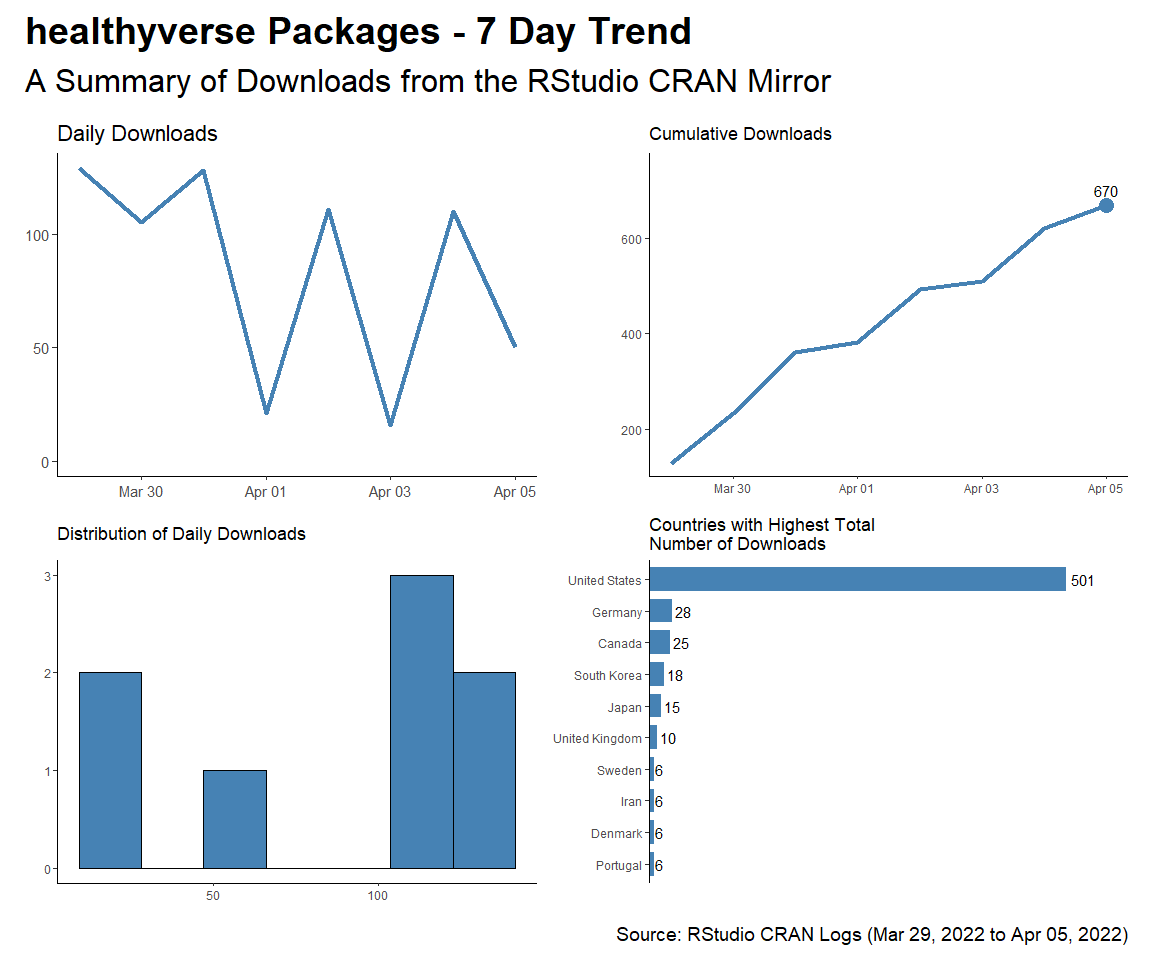 healthyverse Packages - 7 Day Trend
A Summary of Downloads from the RStudio CRAN Mirror
Daily Downloads
100
50
0
Mar 30
Apr 01
Apr 03
Apr 05
Cumulative Downloads
670
600
400
200
Mar 30
Apr 01
Apr 03
Apr 05
Distribution of Daily Downloads
3
2
1
0
50
100
Countries with Highest Total
Number of Downloads
United States 501
Germany 28
Canada 25
South Korea 18
Japan 15
United Kingdom 10
Sweden 6
Iran 6
Denmark 6
Portugal 6
Source: RStudio CRAN Logs (Mar 29, 2022 to Apr 05, 2022)